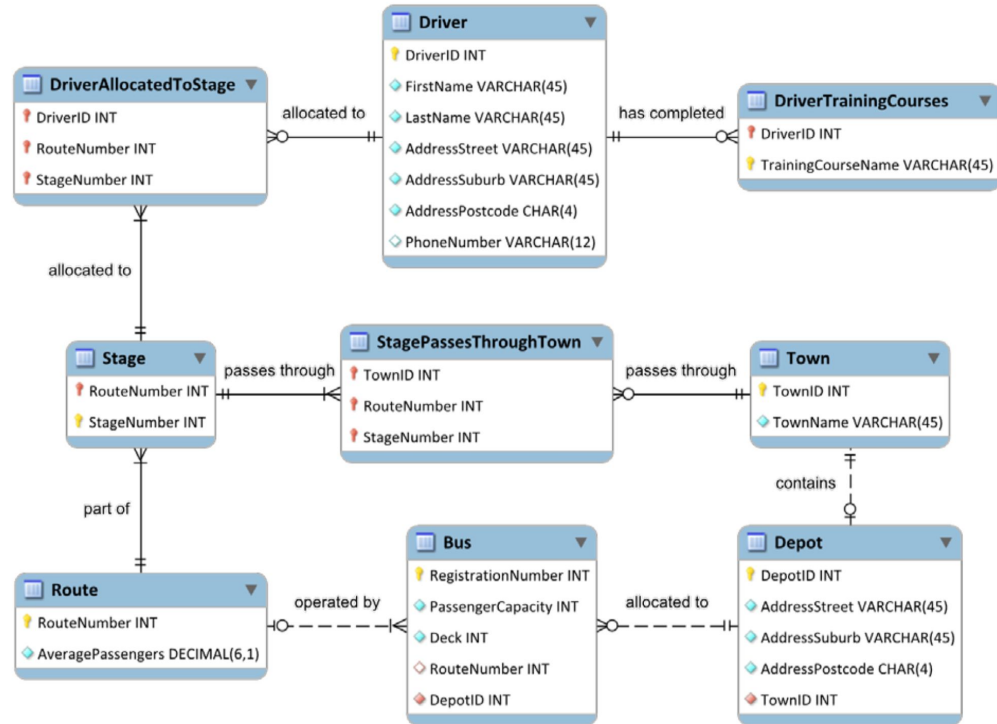 Driver
DriverID INT
FirstName VARCHAR(45)
LastName VARCHAR(45)
AddressStreet VARCHAR(45)
AddressSuburb VARCHAR(45)
AddressPostcode CHAR(4)
PhoneNumber VARCHAR(12)
DriverAllocatedToStage
DriverID INT
RouteNumber INT
StageNumber INT
allocated to
has completed
DriverTrainingCourses
DriverID INT
TrainingCourseName VARCHAR(45)
allocated to
Stage
RouteNumber INT
StageNumber INT
passes through
StagePassesThroughTown
TownID INT
RouteNumber INT
StageNumber INT
passes through
Town
TownID INT
TownName VARCHAR(45)
contains
part of
Route
RouteNumber INT
AveragePassengers DECIMAL(6,1)
operated by
Bus
RegistrationNumber INT
PassengerCapacity INT
Deck INT
RouteNumber INT
DepotID INT
allocated to
Depot
DepotID INT
AddressStreet VARCHAR(45)
AddressSuburb VARCHAR(45)
AddressPostcode CHAR(4)
TownID INT